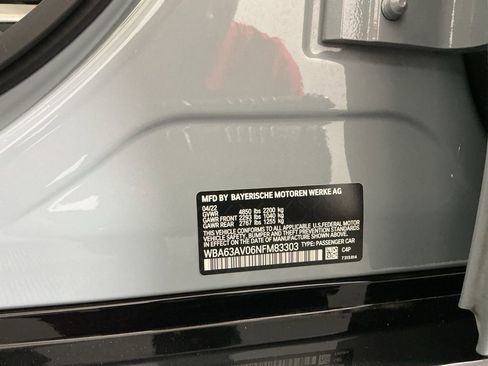 MFD BY BAYERISCHE MOTOREN WERKE AG
04/22
GVWR 4850 lbs 2200 kg
GAWR FRONT 2293 lbs 1040 kg
GAWR REAR 2767 lbs 1255 kg
THIS VEHICLE CONFORMS TO ALL APPLICABLE U.S. FEDERAL MOTOR
VEHICLE SAFETY, BUMPER AND THEFT PREVENTION STANDARDS IN
EFFECT ON THE DATE OF MANUFACTURE SHOWN ABOVE.
WBA63AV06NFM83303 TYPE: PASSENGER CAR
C4P